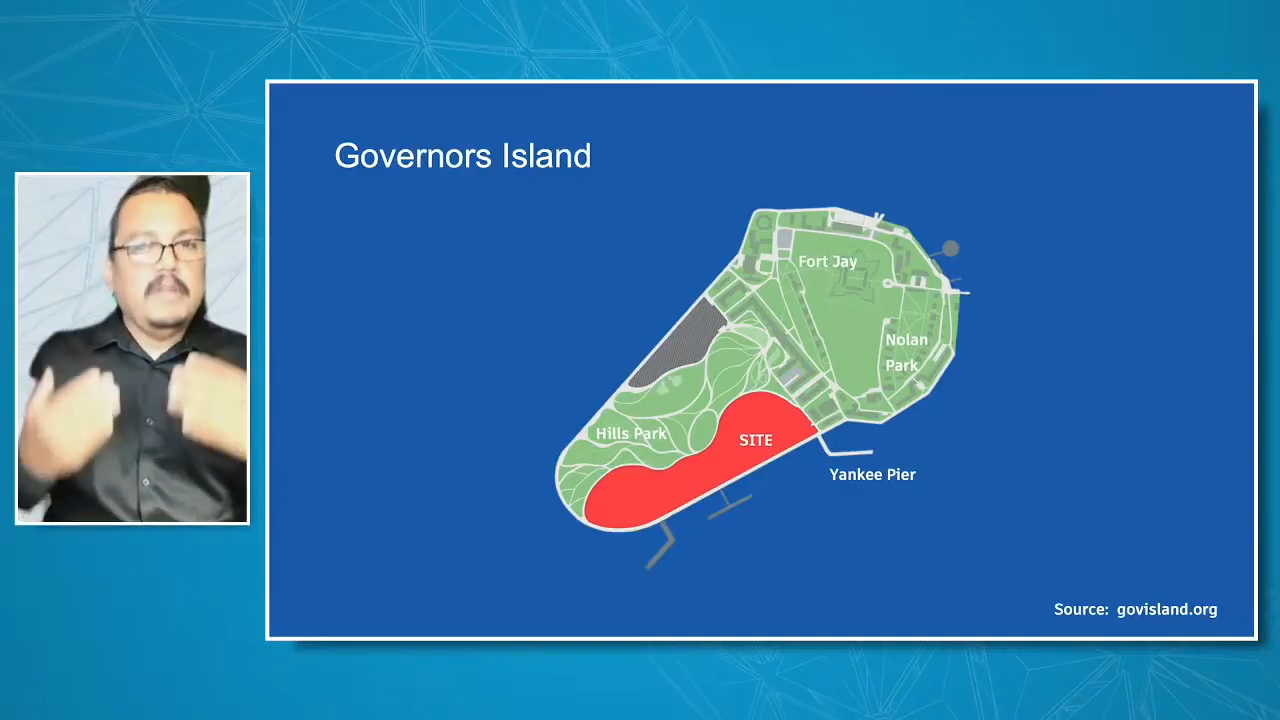 Governors Island
Fort Jay
Nolan
Park
Hills Park
SITE
Yankee Pier
Source: govisland.org